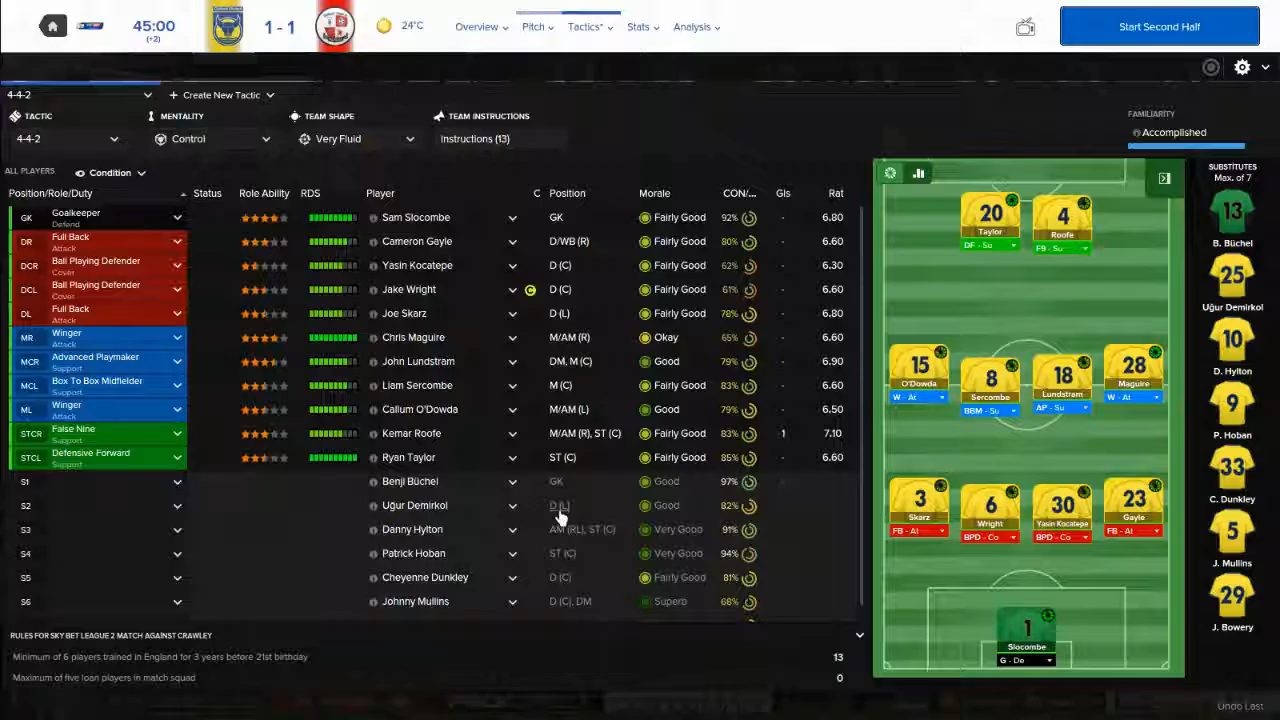 45:00
(+2)
1 - 1
24°C
Overview
Pitch
Tactics*
Stats
Analysis
Start Second Half
4-4-2
Create New Tactic
TACTIC
MENTALITY
TEAM SHAPE
TEAM INSTRUCTIONS
FAMILIARITY
4-4-2
Control
Very Fluid
Instructions (13)
Accomplished
ALL PLAYERS
Condition
Position/Role/Duty Status Role Ability RDS Player C Position Morale CON/... Gls Rat
GK Goalkeeper Defend Sam Slocombe GK Fairly Good 92% - 6.80
DR Full Back Attack Cameron Gayle D/WB (R) Fairly Good 80% - 6.60
DCR Ball Playing Defender Cover Yasin Kocatepe D (C) Fairly Good 62% - 6.30
DCL Ball Playing Defender Cover Jake Wright C D (C) Fairly Good 61% - 6.60
DL Full Back Attack Joe Skarz D (L) Fairly Good 78% - 6.80
MR Winger Attack Chris Maguire M/AM (R) Okay 65% - 6.60
MCR Advanced Playmaker Support John Lundstram DM, M (C) Good 79% - 6.90
MCL Box To Box Midfielder Support Liam Sercombe M (C) Fairly Good 83% - 6.60
ML Winger Attack Callum O'Dowda M/AM (L) Good 79% - 6.50
STCR False Nine Support Kemar Roofe M/AM (R), ST (C) Fairly Good 83% 1 7.10
STCL Defensive Forward Support Ryan Taylor ST (C) Fairly Good 85% - 6.60
S1 Benji Büchel GK Good 97%
S2 Uğur Demirkol D (L) Good 82%
S3 Danny Hylton AM (RL), ST (C) Very Good 91%
S4 Patrick Hoban ST (C) Very Good 94%
S5 Cheyenne Dunkley D (C) Fairly Good 81%
S6 Johnny Mullins D (C), DM Superb 68%
RULES FOR SKY BET LEAGUE 2 MATCH AGAINST CRAWLEY
Minimum of 6 players trained in England for 3 years before 21st birthday 13
Maximum of five loan players in match squad 0
20 4
Taylor Roofe
DF - Su F9 - Su
15 8 18 28
O'Dowda Sercombe Lundstram Maguire
W - At BBM - Su AP - Su W - At
3 6 30 23
Skarz Wright Yasin Kocatepe Gayle
FB - At BPD - Co BPD - Co FB - At
1
Slocombe
G - De
SUBSTITUTES
Max. of 7
13
B. Büchel
25
Uğur Demirkol
10
D. Hylton
9
P. Hoban
33
C. Dunkley
5
J. Mullins
29
J. Bowery
Undo Last